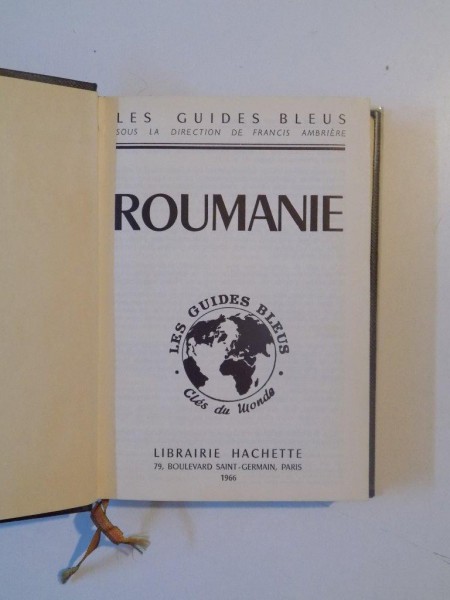 LES GUIDES BLEUS
SOUS LA DIRECTION DE FRANCIS AMBRIÈRE
ROUMANIE
LES GUIDES BLEUS
Clés du Monde
LIBRAIRIE HACHETTE
79, BOULEVARD SAINT-GERMAIN, PARIS
1966